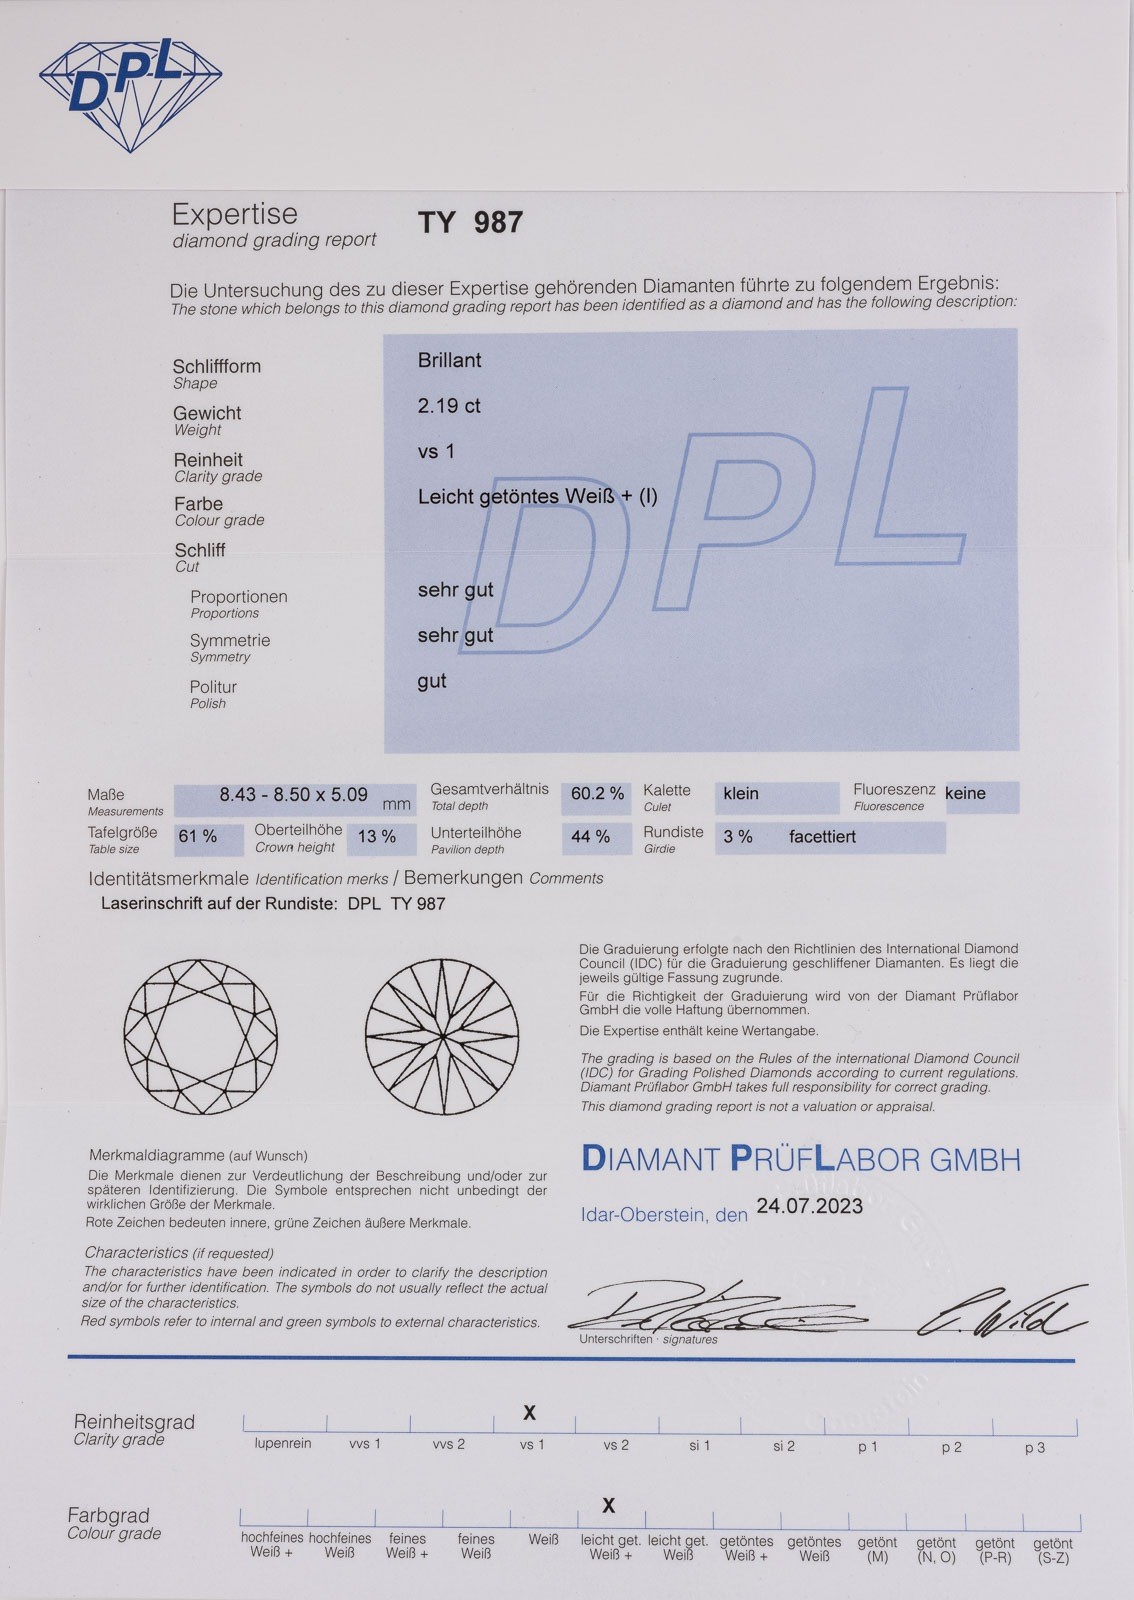 DPL
Expertise TY 987
diamond grading report
Die Untersuchung des zu dieser Expertise gehörenden Diamanten führte zu folgendem Ergebnis:
The stone which belongs to this diamond grading report has been identified as a diamond and has the following description:
Schliffform Brillant
Shape
Gewicht 2.19 ct
Weight
Reinheit vs 1
Clarity grade
Farbe Leicht getöntes Weiß + (I)
Colour grade
Schliff
Cut
Proportionen sehr gut
Proportions
Symmetrie sehr gut
Symmetry
Politur gut
Polish
DPL
Maße 8.43 - 8.50 x 5.09 mm Gesamtverhältnis 60.2 % Kalette klein Fluoreszenz keine
Measurements Total depth Culet Fluorescence
Tafelgröße 61 % Oberteilhöhe 13 % Unterteilhöhe 44 % Rundiste 3 % facettiert
Table size Crown height Pavilion depth Girdle
Identitätsmerkmale Identification merks / Bemerkungen Comments
Laserinschrift auf der Rundiste: DPL TY 987
Die Graduierung erfolgte nach den Richtlinien des International Diamond
Council (IDC) für die Graduierung geschliffener Diamanten. Es liegt die
jeweils gültige Fassung zugrunde.
Für die Richtigkeit der Graduierung wird von der Diamant Prüflabor
GmbH die volle Haftung übernommen.
Die Expertise enthält keine Wertangabe.
The grading is based on the Rules of the international Diamond Council
(IDC) for Grading Polished Diamonds according to current regulations.
Diamant Prüflabor GmbH takes full responsibility for correct grading.
This diamond grading report is not a valuation or appraisal.
Merkmaldiagramme (auf Wunsch)
Die Merkmale dienen zur Verdeutlichung der Beschreibung und/oder zur
späteren Identifizierung. Die Symbole entsprechen nicht unbedingt der
wirklichen Größe der Merkmale.
Rote Zeichen bedeuten innere, grüne Zeichen äußere Merkmale.
Characteristics (if requested)
The characteristics have been indicated in order to clarify the description
and/or for further identification. The symbols do not usually reflect the actual
size of the characteristics.
Red symbols refer to internal and green symbols to external characteristics.
DIAMANT PRÜFLABOR GMBH
Idar-Oberstein, den 24.07.2023
C. Wild
Unterschriften · signatures
Reinheitsgrad X
Clarity grade lupenrein vvs 1 vvs 2 vs 1 vs 2 si 1 si 2 p 1 p 2 p 3
Farbgrad X
Colour grade hochfeines hochfeines feines feines Weiß leicht get. leicht get. getöntes getöntes getönt getönt getönt getönt
Weiß + Weiß Weiß + Weiß Weiß + Weiß Weiß + Weiß (M) (N, O) (P-R) (S-Z)